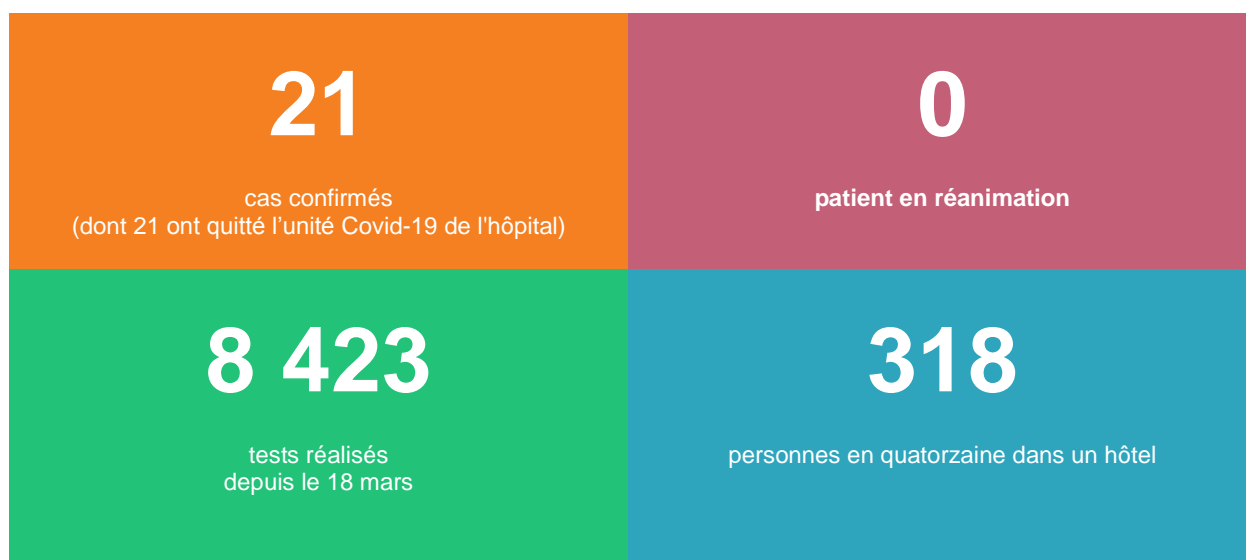 21
cas confirmés
(dont 21 ont quitté l’unité Covid-19 de l'hôpital)
0
patient en réanimation
8 423
tests réalisés
depuis le 18 mars
318
personnes en quatorzaine dans un hôtel